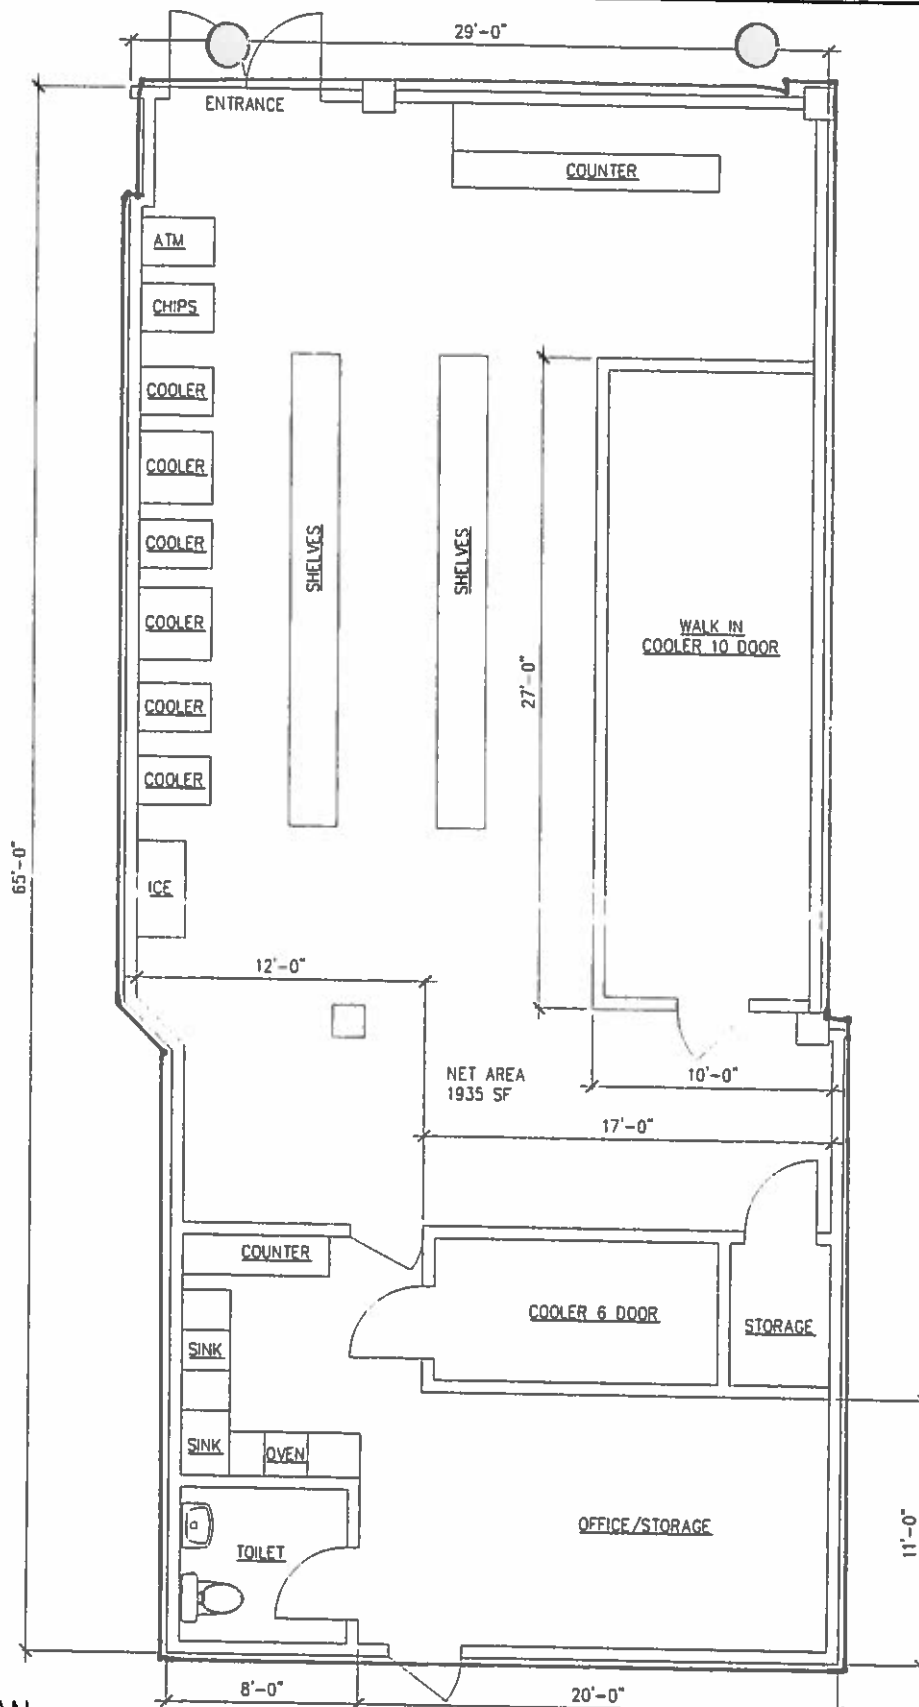 29'-0"
ENTRANCE
COUNTER
ATM
CHIPS
COOLER
COOLER
COOLER
COOLER
COOLER
COOLER
ICE
SHELVES
SHELVES
WALK IN
COOLER 10 DOOR
27'-0"
65'-0"
12'-0"
NET AREA
1935 SF
10'-0"
17'-0"
COUNTER
COOLER 6 DOOR
STORAGE
SINK
SINK
OVEN
OFFICE/STORAGE
TOILET
11'-0"
8'-0"
20'-0"